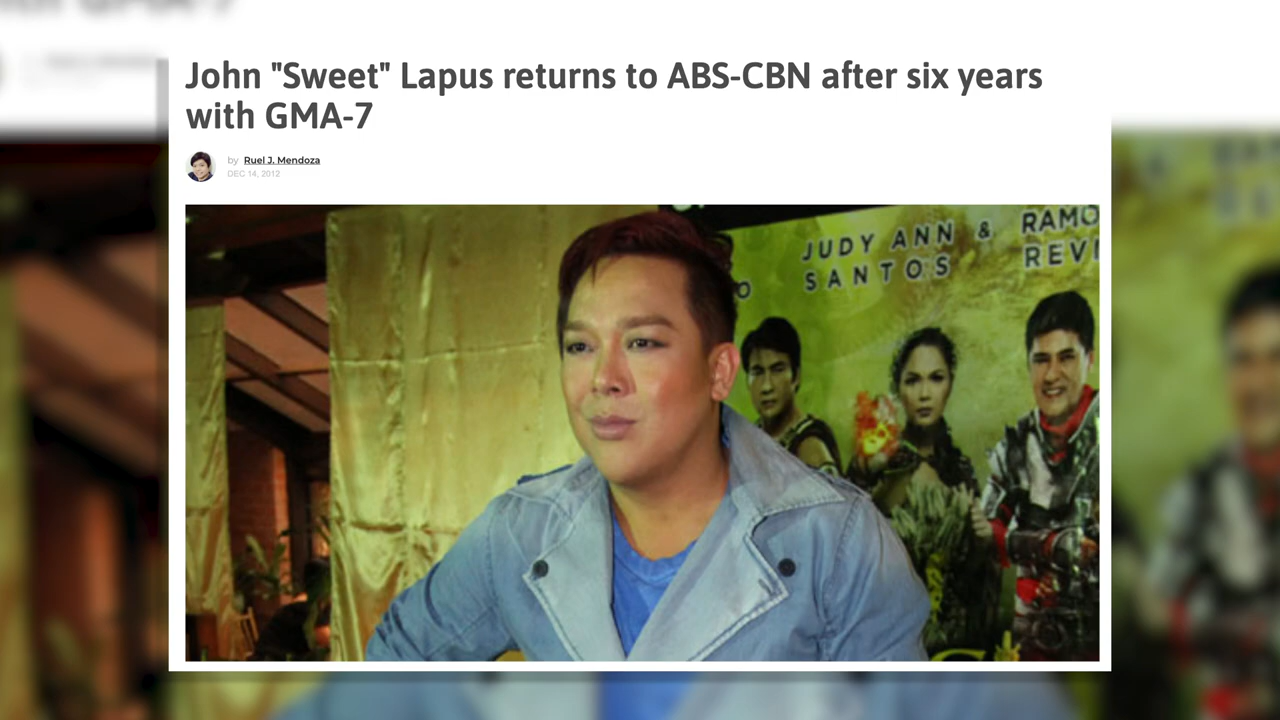 John "Sweet" Lapus returns to ABS-CBN after six years
with GMA-7
by Ruel J. Mendoza
DEC 14, 2012
JUDY ANN & RAMO
SANTOS REVI
O